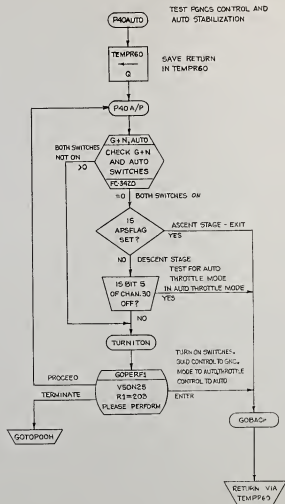 TEST PGNCS CONTROL AND
AUTO STABILIZATION
P40AUTO
TEMPR60
Q
SAVE RETURN
IN TEMPR60
P40A/P
G+N, AUTO
CHECK G+N
AND AUTO
SWITCHES
FC-3420
BOTH SWITCHES
NOT ON
>0
=0 BOTH SWITCHES ON
IS
APSFLAG
SET?
ASCENT STAGE - EXIT
YES
NO DESCENT STAGE
TEST FOR AUTO
THROTTLE MODE
IS BIT 5
OF CHAN. 30
OFF?
IN AUTO THROTTLE MODE
YES
NO
TURNITON
TURN ON SWITCHES.
CONTROL TO
MODE TO AUTO, THROTTLE
CONTROL TO AUTO
PROCEED
GOPERF1
V50N25
R1=203
PLEASE PERFORM
ENTER
TERMINATE
GOTOPOOH
GOBACK
RETURN VIA
TEMPR60